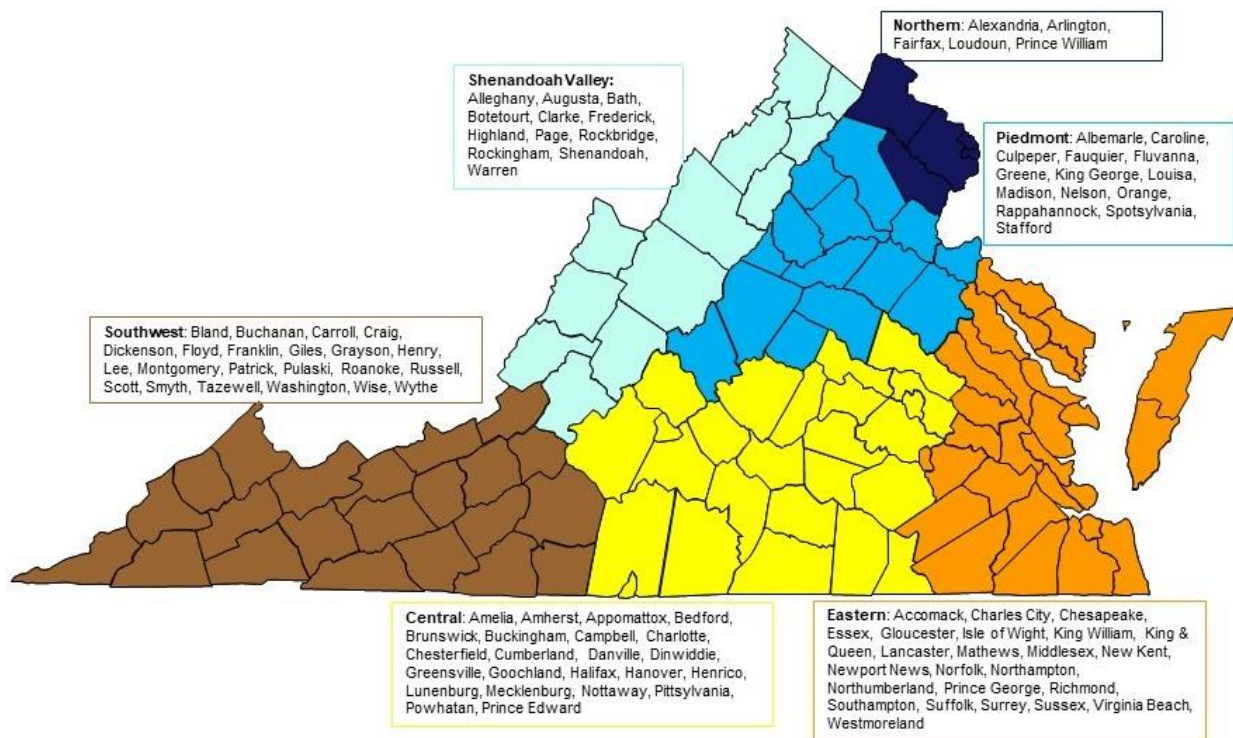 Northern: Alexandria, Arlington,
Fairfax, Loudoun, Prince William
Shenandoah Valley:
Alleghany, Augusta, Bath,
Botetourt, Clarke, Frederick,
Highland, Page, Rockbridge,
Rockingham, Shenandoah,
Warren
Piedmont: Albemarle, Caroline,
Culpeper, Fauquier, Fluvanna,
Greene, King George, Louisa,
Madison, Nelson, Orange,
Rappahannock, Spotsylvania,
Stafford
Southwest: Bland, Buchanan, Carroll, Craig,
Dickenson, Floyd, Franklin, Giles, Grayson, Henry,
Lee, Montgomery, Patrick, Pulaski, Roanoke, Russell,
Scott, Smyth, Tazewell, Washington, Wise, Wythe
Central: Amelia, Amherst, Appomattox, Bedford,
Brunswick, Buckingham, Campbell, Charlotte,
Chesterfield, Cumberland, Danville, Dinwiddie,
Greensville, Goochland, Halifax, Hanover, Henrico,
Lunenburg, Mecklenburg, Nottaway, Pittsylvania,
Powhatan, Prince Edward
Eastern: Accomack, Charles City, Chesapeake,
Essex, Gloucester, Isle of Wight, King William, King &
Queen, Lancaster, Mathews, Middlesex, New Kent,
Newport News, Norfolk, Northampton,
Northumberland, Prince George, Richmond,
Southampton, Suffolk, Surrey, Sussex, Virginia Beach,
Westmoreland